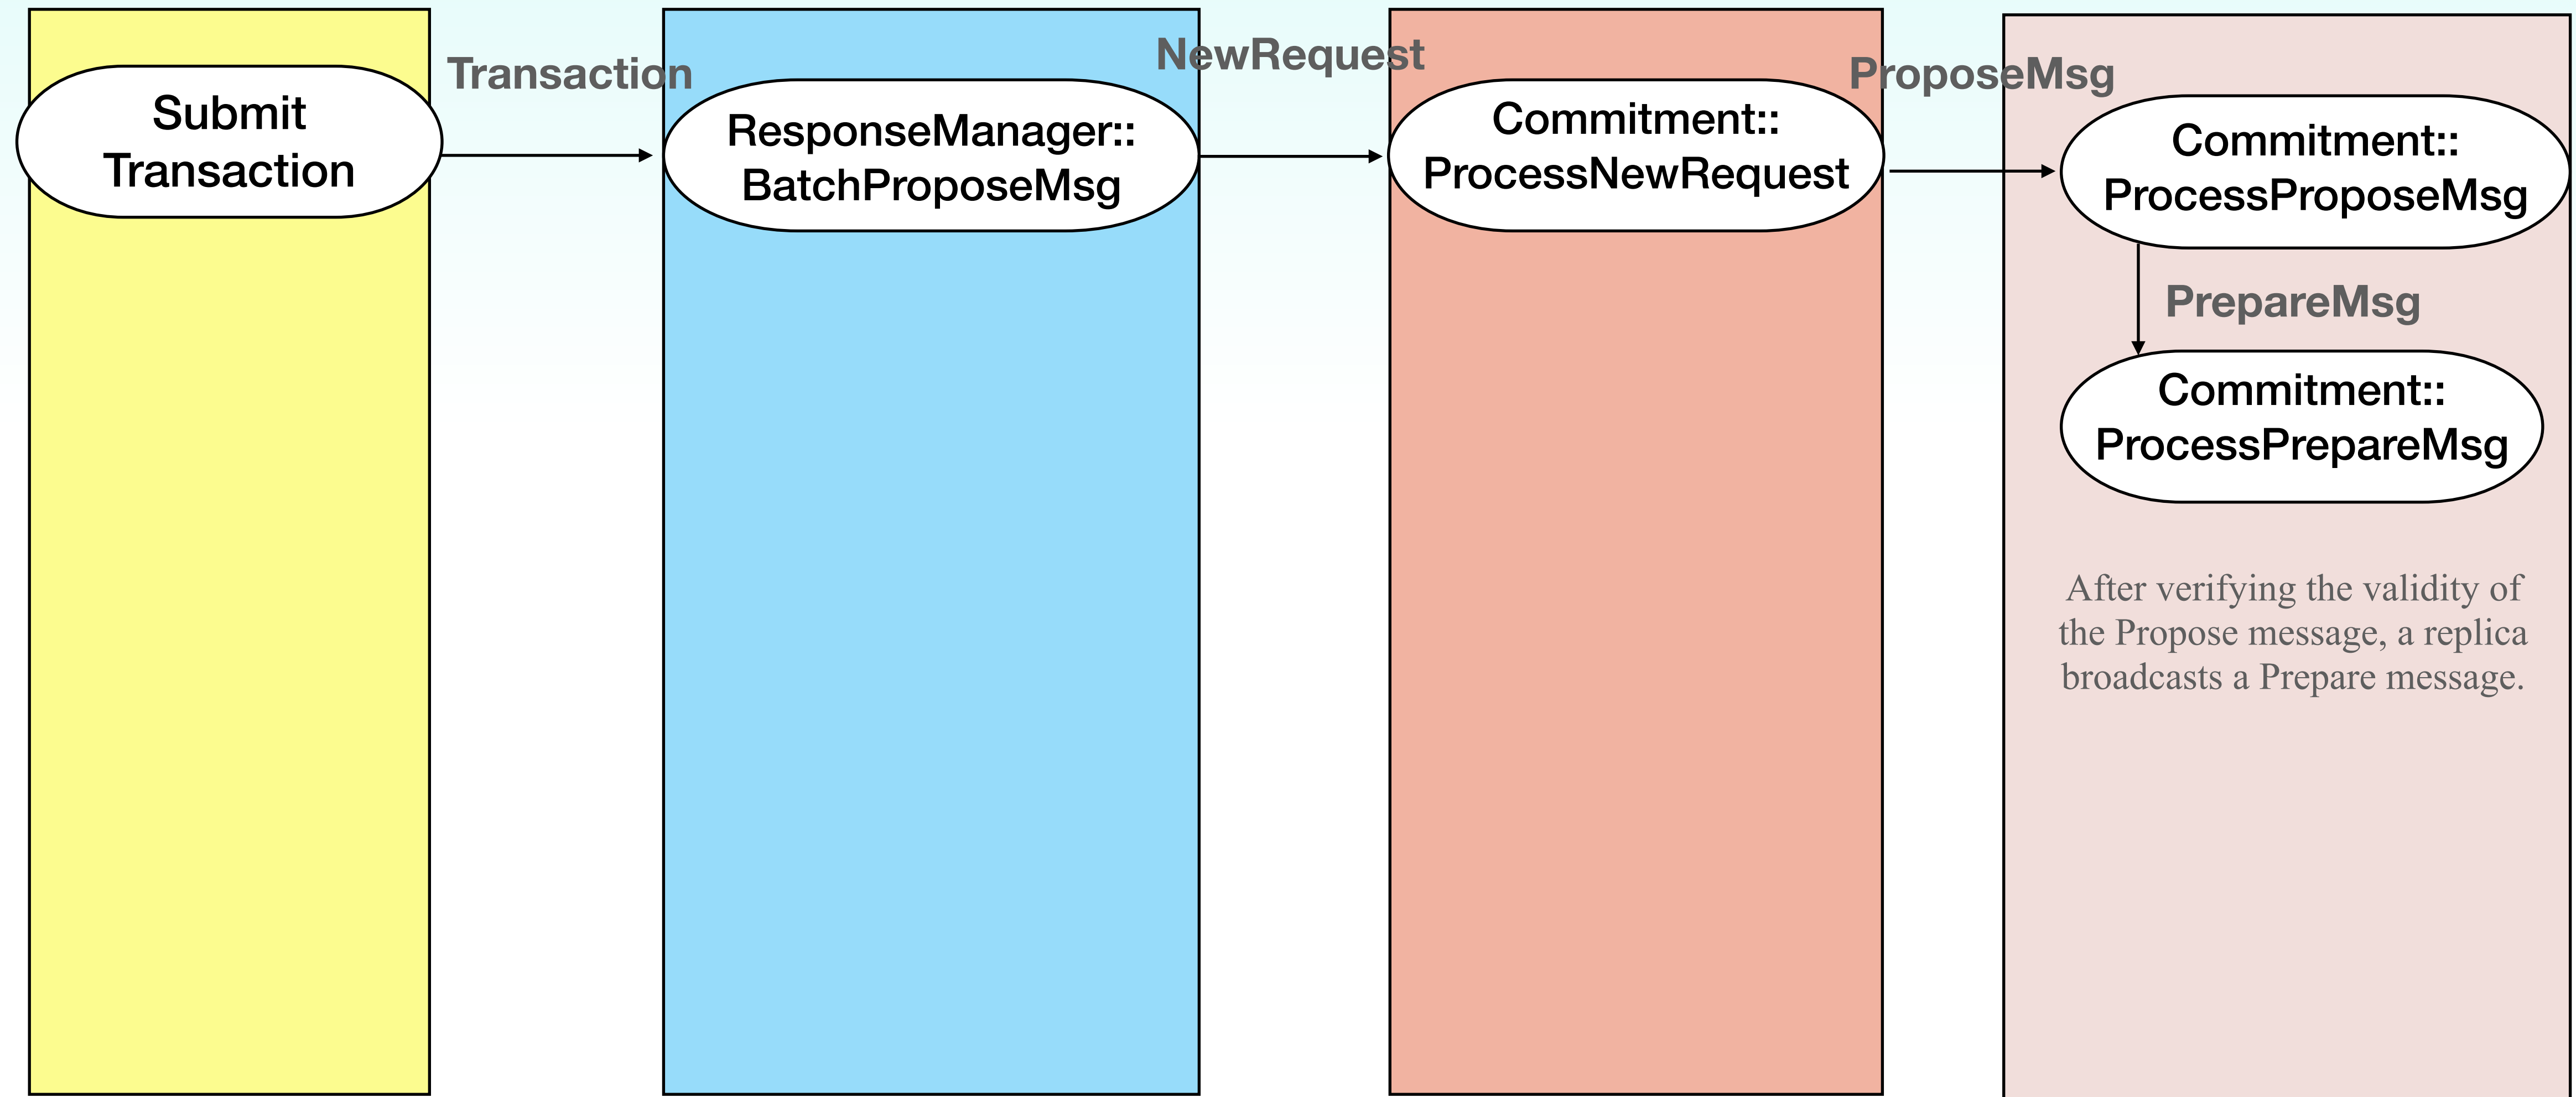 Submit
Transaction
Transaction
ResponseManager::
BatchProposeMsg
NewRequest
Commitment::
ProcessNewRequest
ProposeMsg
Commitment::
ProcessProposeMsg
PrepareMsg
Commitment::
ProcessPrepareMsg
After verifying the validity of
the Propose message, a replica
broadcasts a Prepare message.